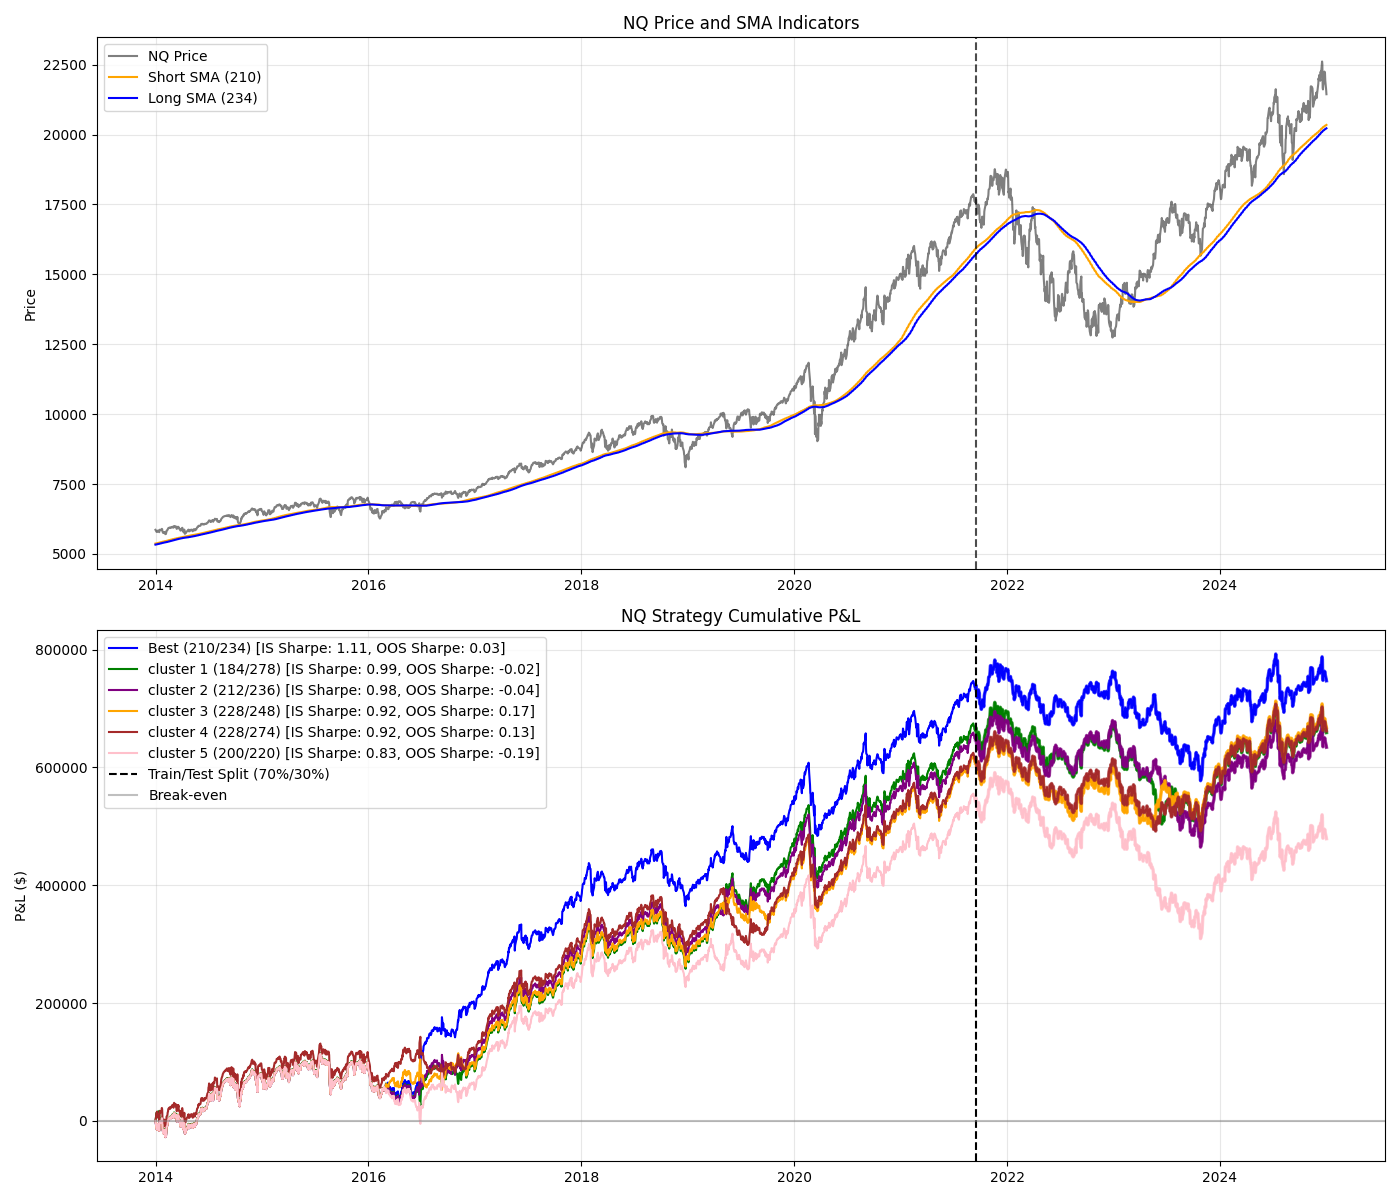 NQ Price and SMA Indicators
NQ Price
Short SMA (210)
Long SMA (234)
22500
20000
17500
15000
12500
10000
7500
5000
Price
2014
2016
2018
2020
2022
2024
NQ Strategy Cumulative P&L
Best (210/234) [IS Sharpe: 1.11, OOS Sharpe: 0.03]
cluster 1 (184/278) [IS Sharpe: 0.99, OOS Sharpe: -0.02]
cluster 2 (212/236) [IS Sharpe: 0.98, OOS Sharpe: -0.04]
cluster 3 (228/248) [IS Sharpe: 0.92, OOS Sharpe: 0.17]
cluster 4 (228/274) [IS Sharpe: 0.92, OOS Sharpe: 0.13]
cluster 5 (200/220) [IS Sharpe: 0.83, OOS Sharpe: -0.19]
Train/Test Split (70%/30%)
Break-even
800000
600000
400000
200000
0
P&L ($)
2014
2016
2018
2020
2022
2024